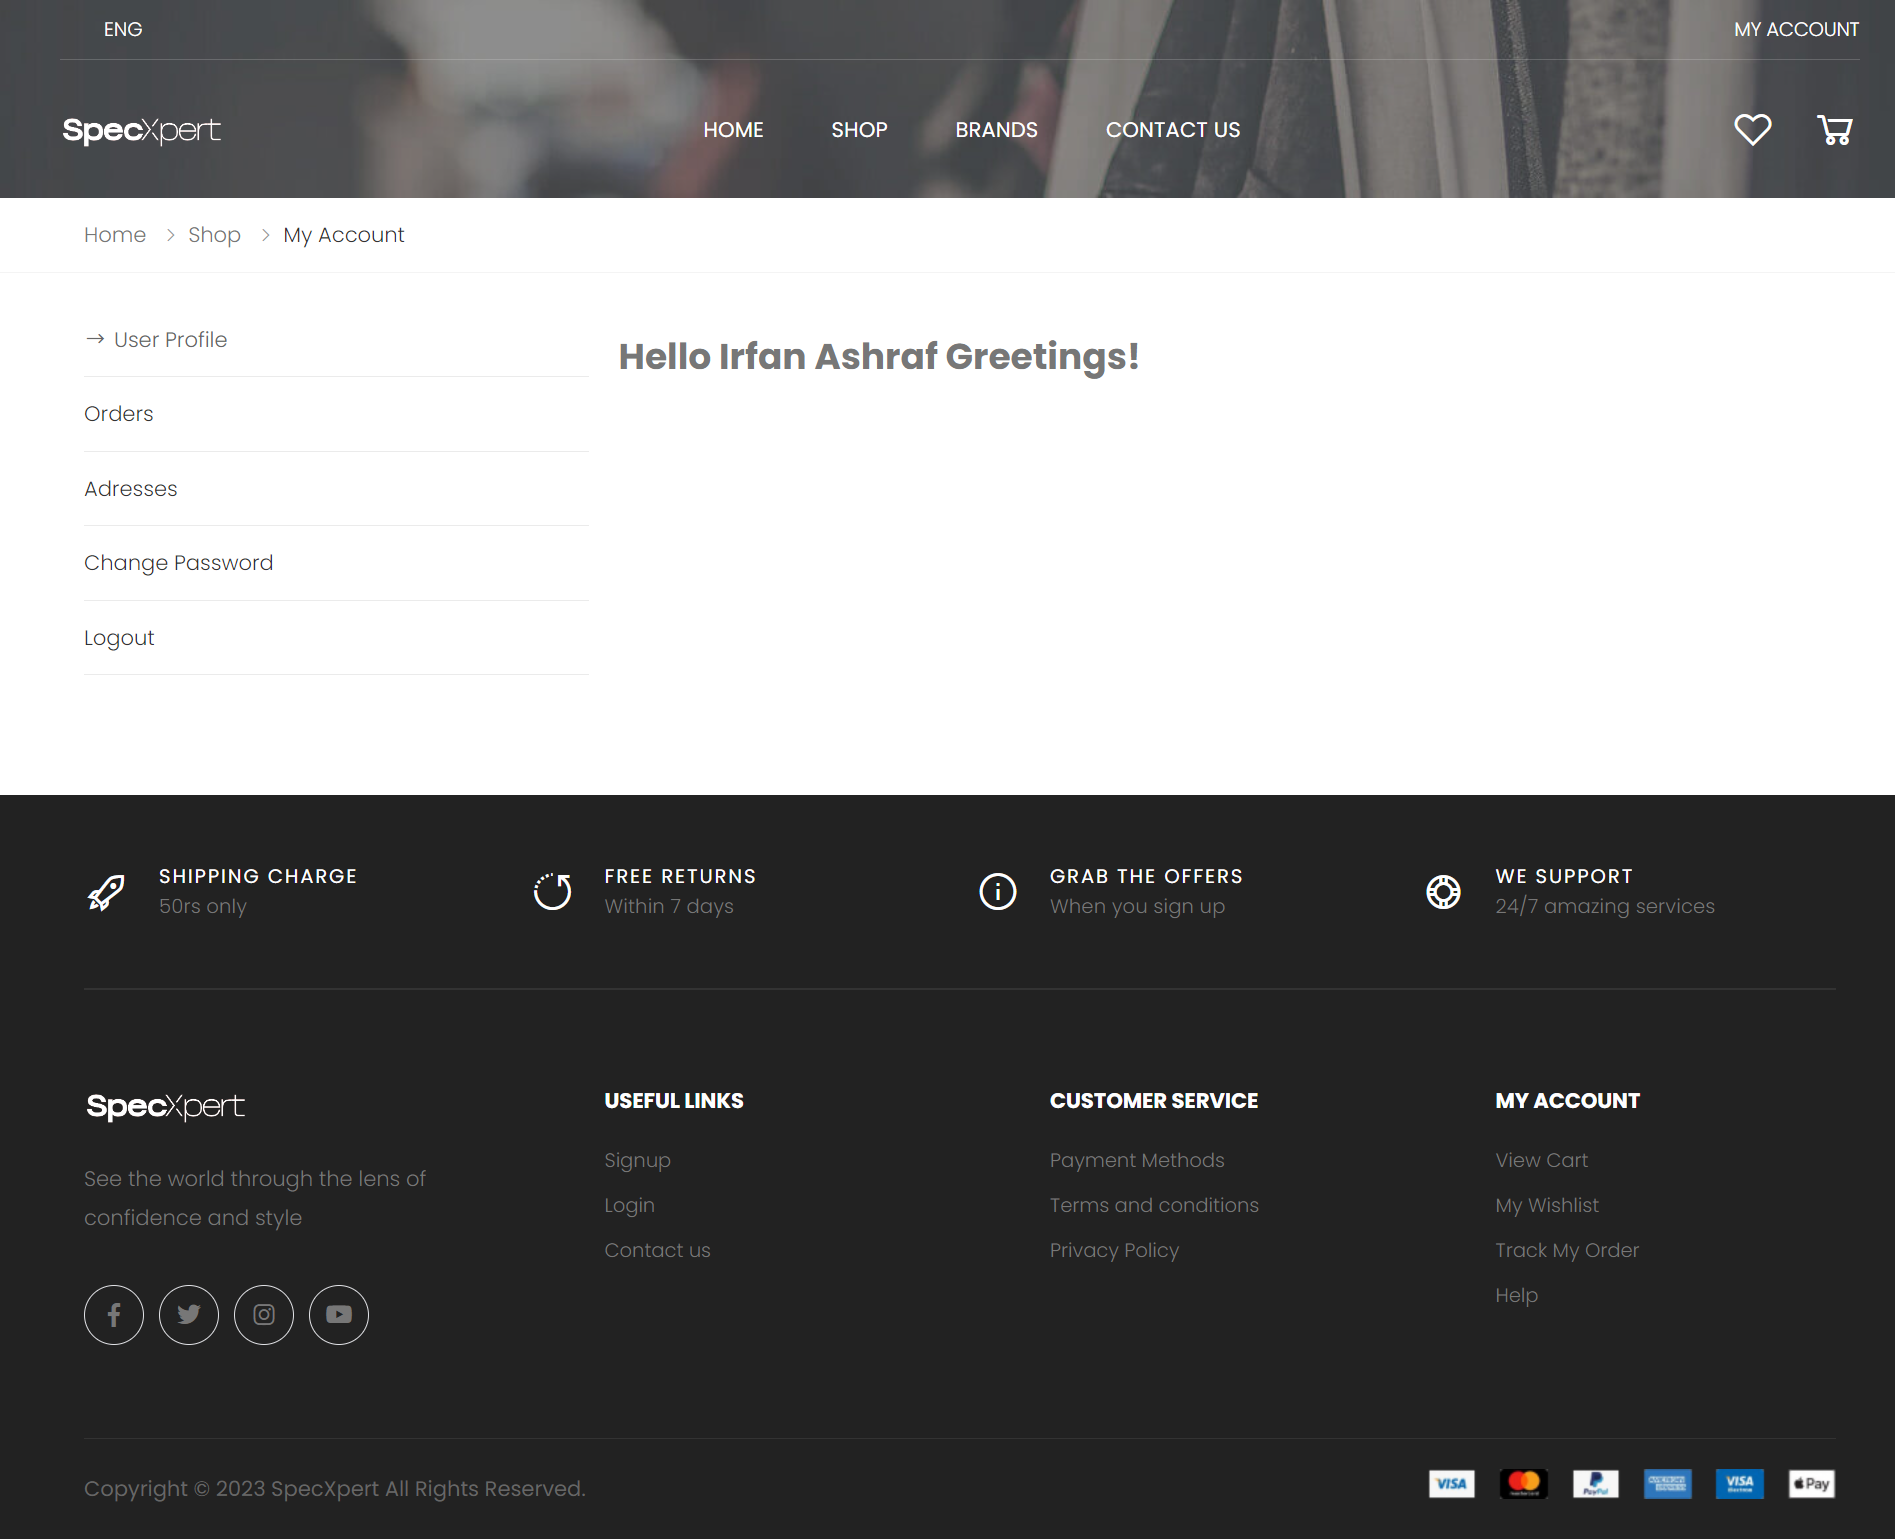 ENG
MY ACCOUNT
SpecXpert
HOME
SHOP
BRANDS
CONTACT US
Home
Shop
My Account
User Profile
Orders
Adresses
Change Password
Logout
Hello Irfan Ashraf Greetings!
SHIPPING CHARGE
50rs only
FREE RETURNS
Within 7 days
GRAB THE OFFERS
When you sign up
WE SUPPORT
24/7 amazing services
SpecXpert
See the world through the lens of
confidence and style
USEFUL LINKS
Signup
Login
Contact us
CUSTOMER SERVICE
Payment Methods
Terms and conditions
Privacy Policy
MY ACCOUNT
View Cart
My Wishlist
Track My Order
Help
Copyright © 2023 SpecXpert All Rights Reserved.
VISA
PayPal
AMERICAN
EXPRESS
VISA
Electron
Pay